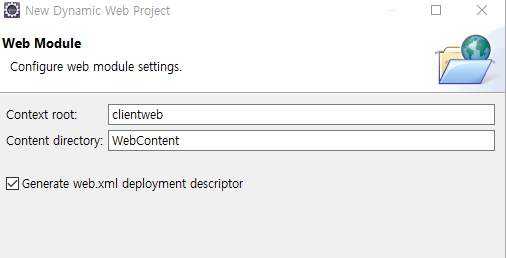 New Dynamic Web Project
Web Module
Configure web module settings.
Context root: clientweb
Content directory: WebContent
Generate web.xml deployment descriptor